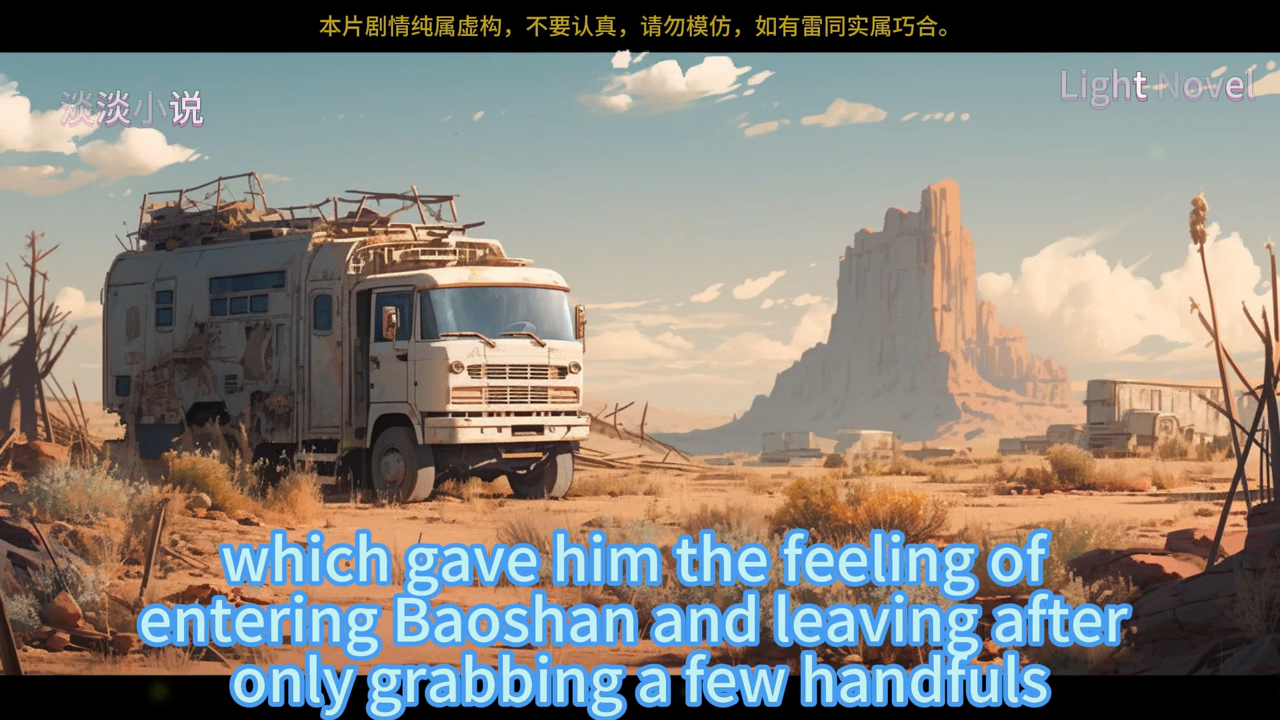 本片剧情纯属虚构，不要认真，请勿模仿，如有雷同实属巧合。
淡淡小说
Light Novel
which gave him the feeling of
entering Baoshan and leaving after
only grabbing a few handfuls